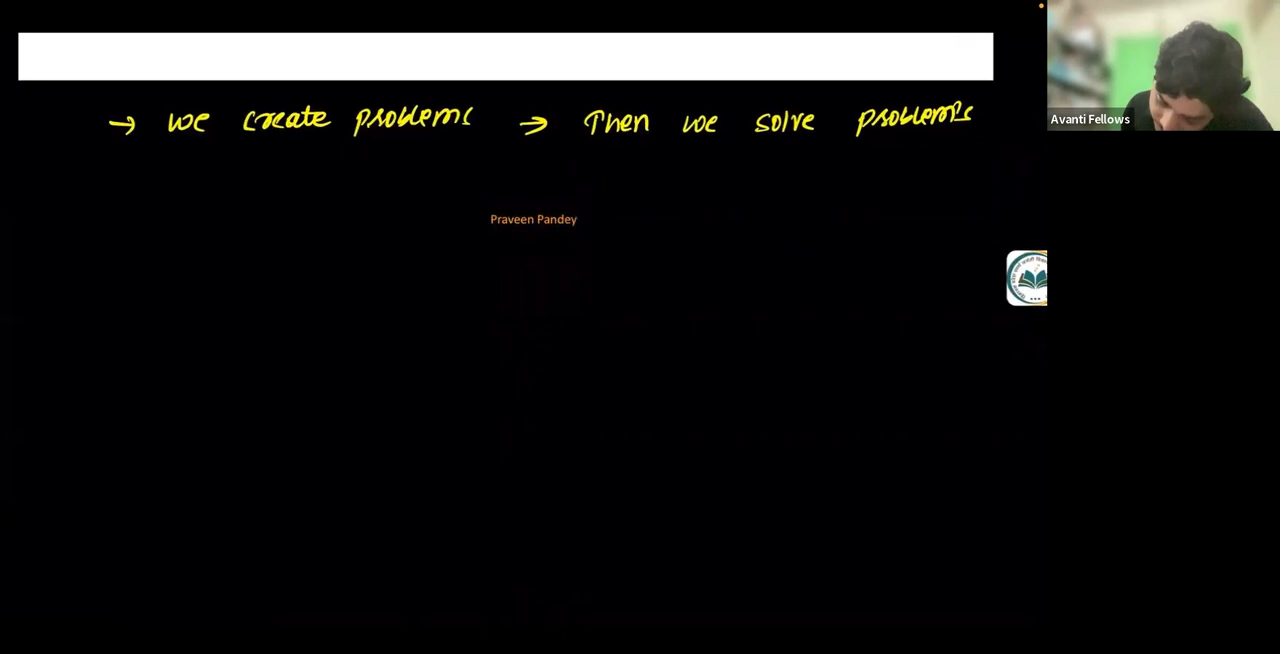 → we create problems → Then we solve problems
Avanti Fellows
Praveen Pandey